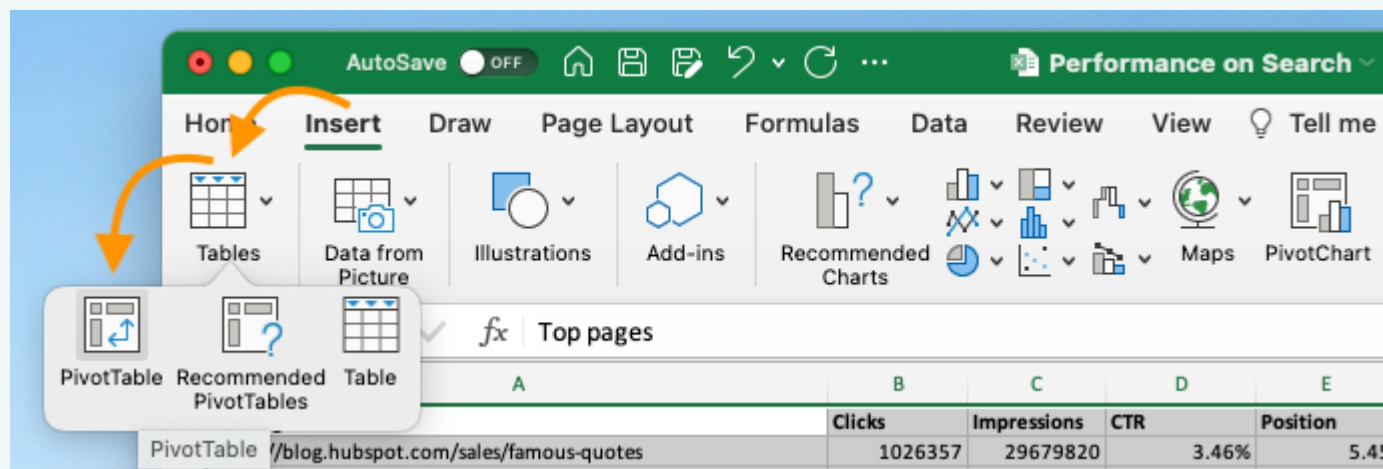 AutoSave OFF Performance on Search
Home Insert Draw Page Layout Formulas Data Review View Tell me
Tables Data from Picture Illustrations Add-ins Recommended Charts Maps PivotChart
fx Top pages
PivotTable Recommended PivotTables Table
A B C D E
Clicks Impressions CTR Position
PivotTable //blog.hubspot.com/sales/famous-quotes 1026357 29679820 3.46%